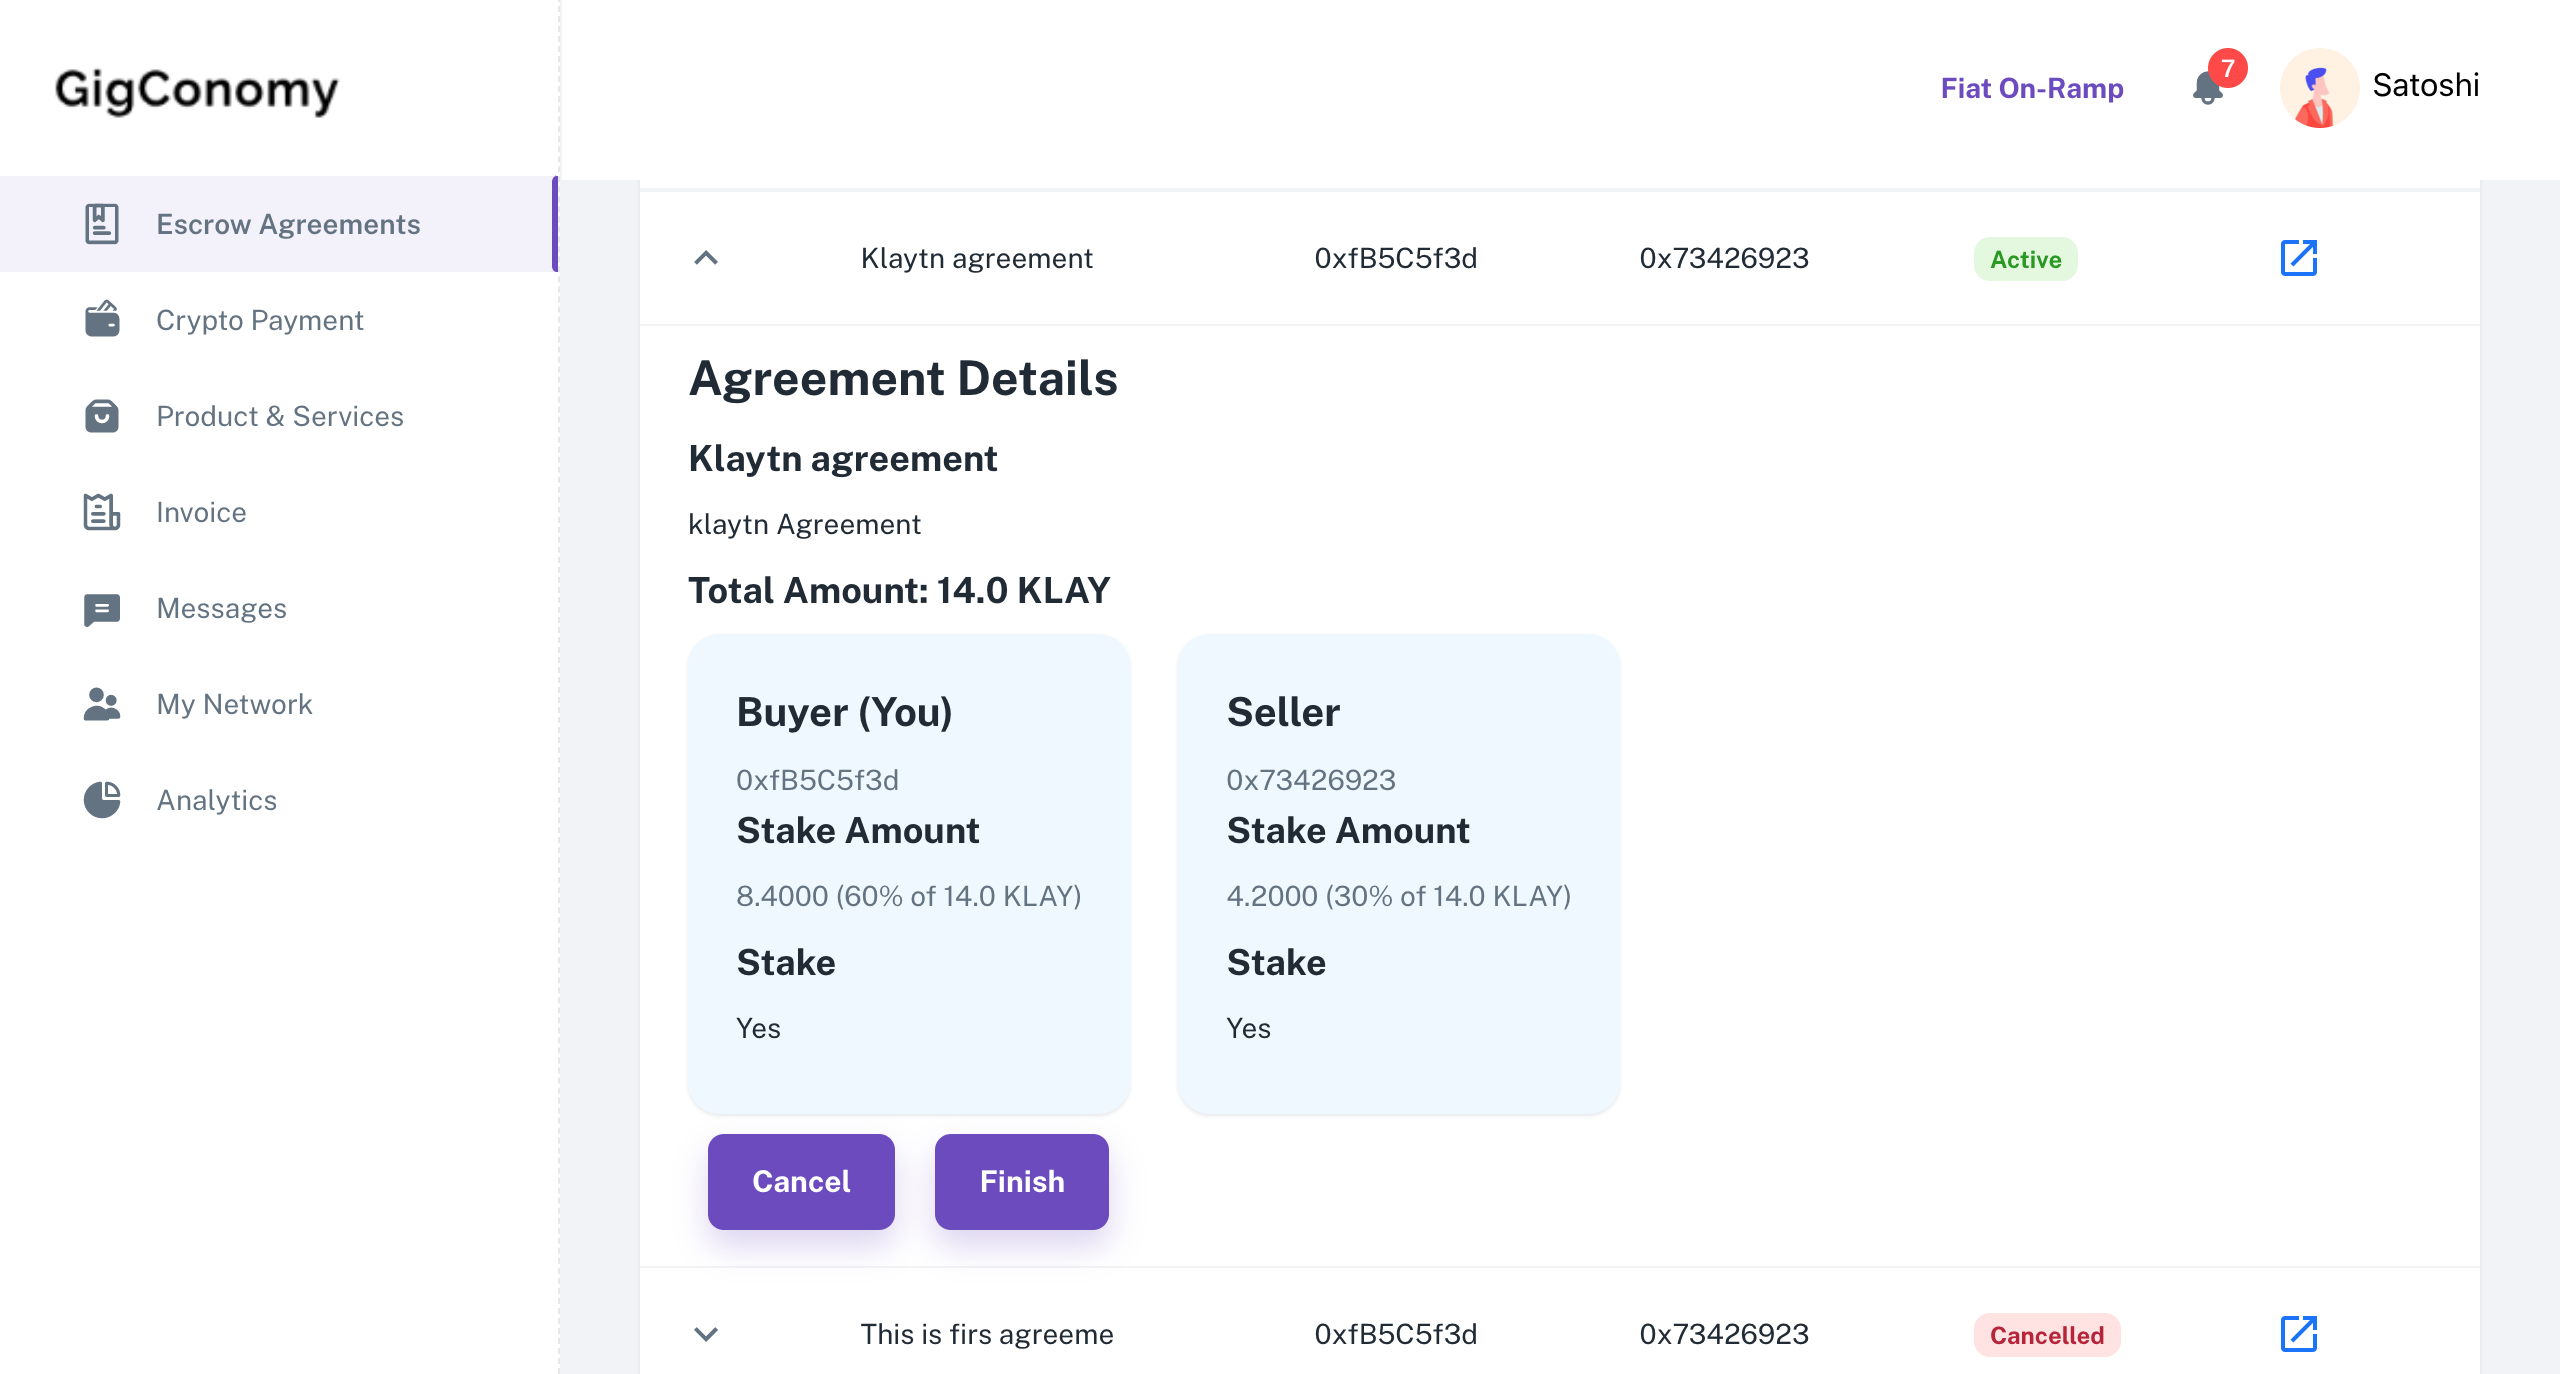 GigConomy
Fiat On-Ramp
7
Satoshi
Escrow Agreements
Crypto Payment
Product & Services
Invoice
Messages
My Network
Analytics
Klaytn agreement 0xfB5C5f3d 0x73426923 Active
Agreement Details
Klaytn agreement
klaytn Agreement
Total Amount: 14.0 KLAY
Buyer (You)
0xfB5C5f3d
Stake Amount
8.4000 (60% of 14.0 KLAY)
Stake
Yes
Seller
0x73426923
Stake Amount
4.2000 (30% of 14.0 KLAY)
Stake
Yes
Cancel
Finish
This is firs agreeme 0xfB5C5f3d 0x73426923 Cancelled